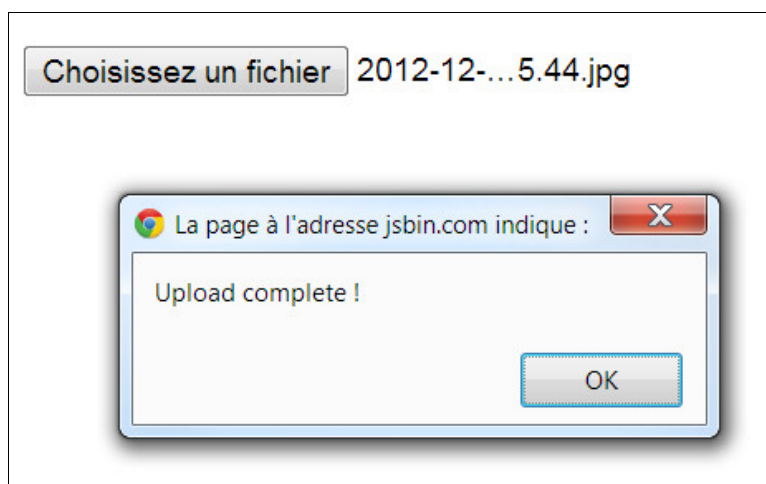 Choisissez un fichier 2012-12-…5.44.jpg
La page à l'adresse jsbin.com indique :
Upload complete !
OK